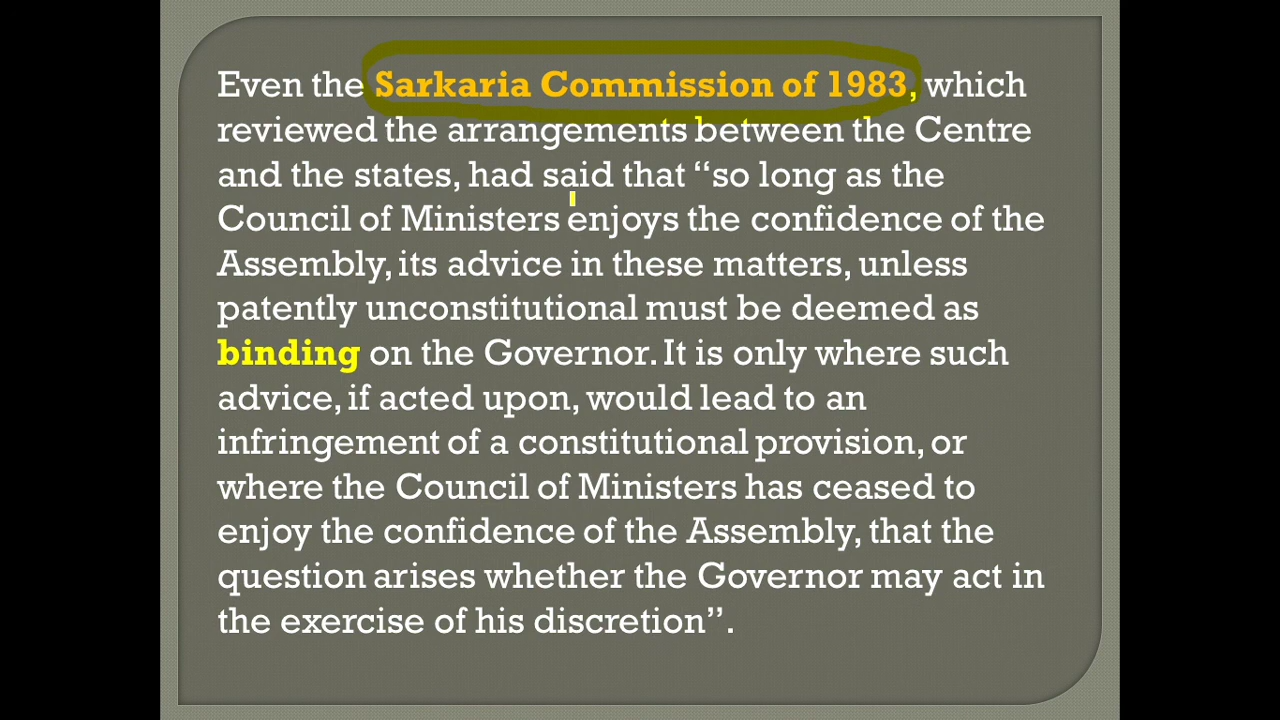 Even the Sarkaria Commission of 1983, which
reviewed the arrangements between the Centre
and the states, had said that “so long as the
Council of Ministers enjoys the confidence of the
Assembly, its advice in these matters, unless
patently unconstitutional must be deemed as
binding on the Governor. It is only where such
advice, if acted upon, would lead to an
infringement of a constitutional provision, or
where the Council of Ministers has ceased to
enjoy the confidence of the Assembly, that the
question arises whether the Governor may act in
the exercise of his discretion”.